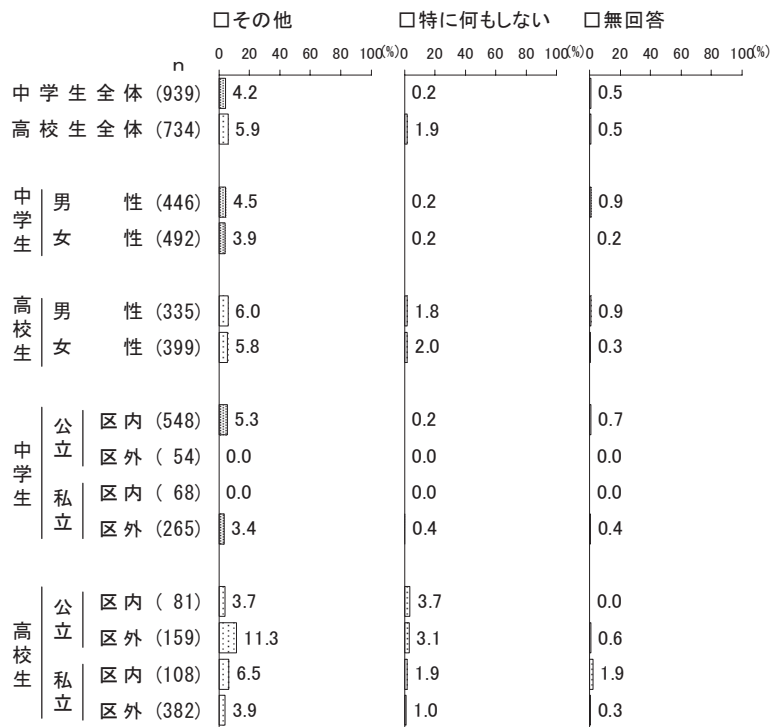 □その他 □特に何もしない □無回答
0 20 40 60 80 100(%) 0 20 40 60 80 100(%) 0 20 40 60 80 100(%)
n
中学生全体 (939) 4.2 0.2 0.5
高校生全体 (734) 5.9 1.9 0.5
中学生
男性 (446) 4.5 0.2 0.9
女性 (492) 3.9 0.2 0.2
高校生
男性 (335) 6.0 1.8 0.9
女性 (399) 5.8 2.0 0.3
中学生
公立
区内 (548) 5.3 0.2 0.7
区外 ( 54) 0.0 0.0 0.0
私立
区内 ( 68) 0.0 0.0 0.0
区外 (265) 3.4 0.4 0.4
高校生
公立
区内 ( 81) 3.7 3.7 0.0
区外 (159) 11.3 3.1 0.6
私立
区内 (108) 6.5 1.9 1.9
区外 (382) 3.9 1.0 0.3